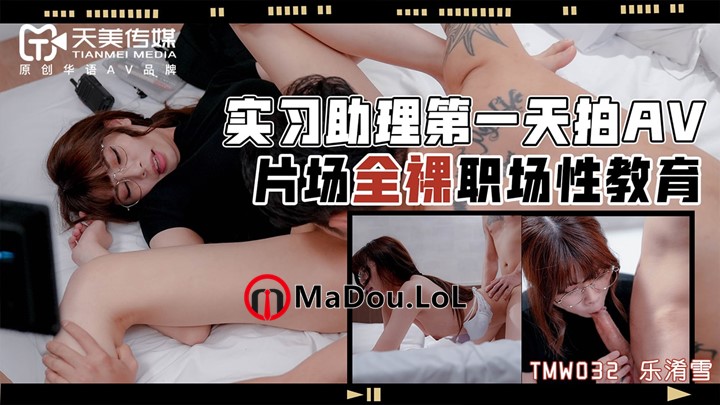 天美传媒
TIANMEI MEDIA
原创华语AV品牌
实习助理第一天拍AV
片场全裸职场性教育
MaDou.LoL
TMW032 乐淆雪